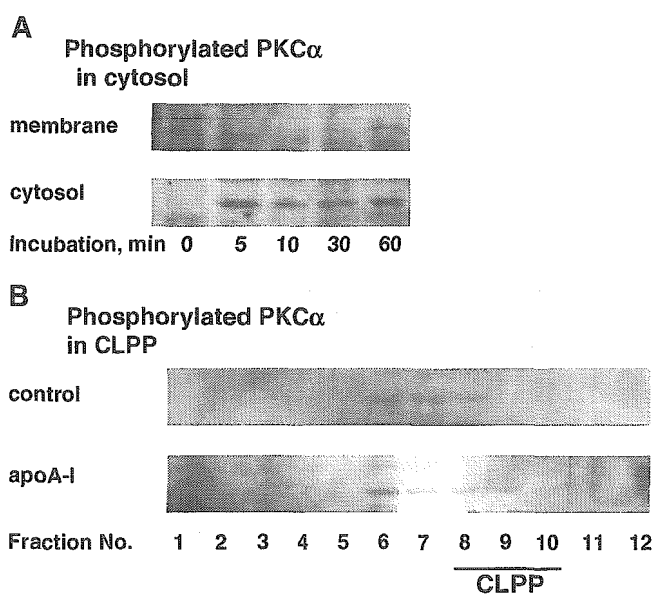 A
Phosphorylated PKCα
in cytosol
membrane
cytosol
Incubation, min 0 5 10 30 60
B
Phosphorylated PKCα
in CLPP
control
apoA-I
Fraction No. 1 2 3 4 5 6 7 8 9 10 11 12
CLPP